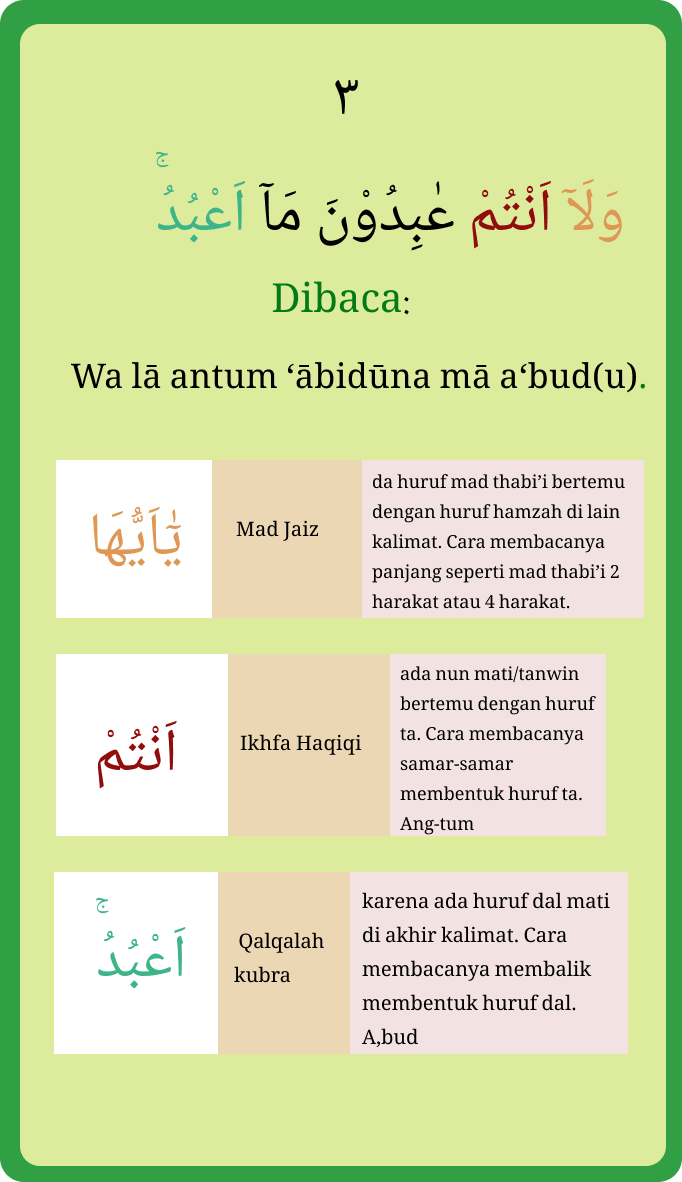 ٣
وَلَآ اَنْتُمْ عٰبِدُوْنَ مَآ اَعْبُدُۚ
Dibaca:
Wa lā antum ‘ābidūna mā a‘bud(u).
يٰٓاَيُّهَا
Mad Jaiz
da huruf mad thabi’i bertemu
dengan huruf hamzah di lain
kalimat. Cara membacanya
panjang seperti mad thabi’i 2
harakat atau 4 harakat.
اَنْتُمْ
Ikhfa Haqiqi
ada nun mati/tanwin
bertemu dengan huruf
ta. Cara membacanya
samar-samar
membentuk huruf ta.
Ang-tum
اَعْبُدُۚ
Qalqalah
kubra
karena ada huruf dal mati
di akhir kalimat. Cara
membacanya membalik
membentuk huruf dal.
A,bud